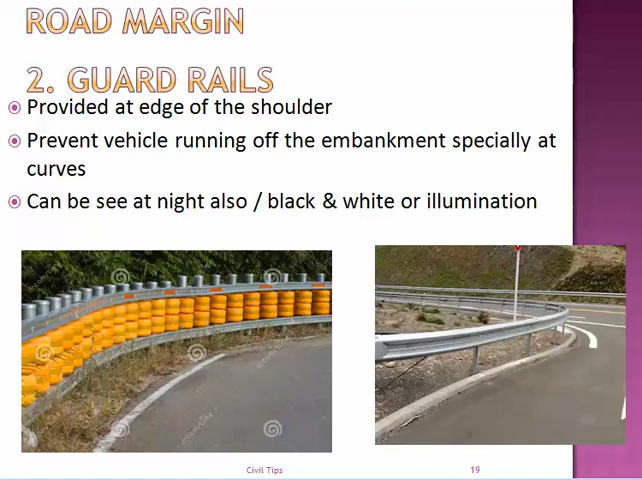 ROAD MARGIN
2. GUARD RAILS
Provided at edge of the shoulder
Prevent vehicle running off the embankment specially at
curves
Can be see at night also / black & white or illumination
Civil Tips
19